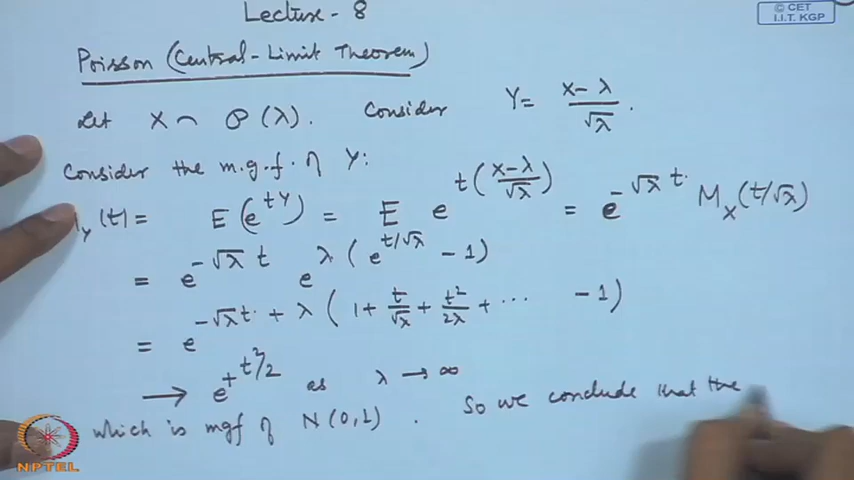 Lecture - 8
© CET
I.I.T. KGP
Poisson (Central-Limit Theorem)
Let X ~ P(λ). Consider Y = (X-λ)/√λ.
Consider the m.g.f. of Y:
M_Y(t) = E(e^{tY}) = E e^{t((X-λ)/√λ)} = e^{-√λ t} M_X(t/√λ)
= e^{-√λ t} e^{λ(e^{t/√λ} - 1)}
= e^{-√λ t + λ(1 + t/√λ + t²/2λ + ... - 1)}
→ e^{+t²/2} as λ → ∞
which is mgf of N(0,1). So we conclude that the
NPTEL